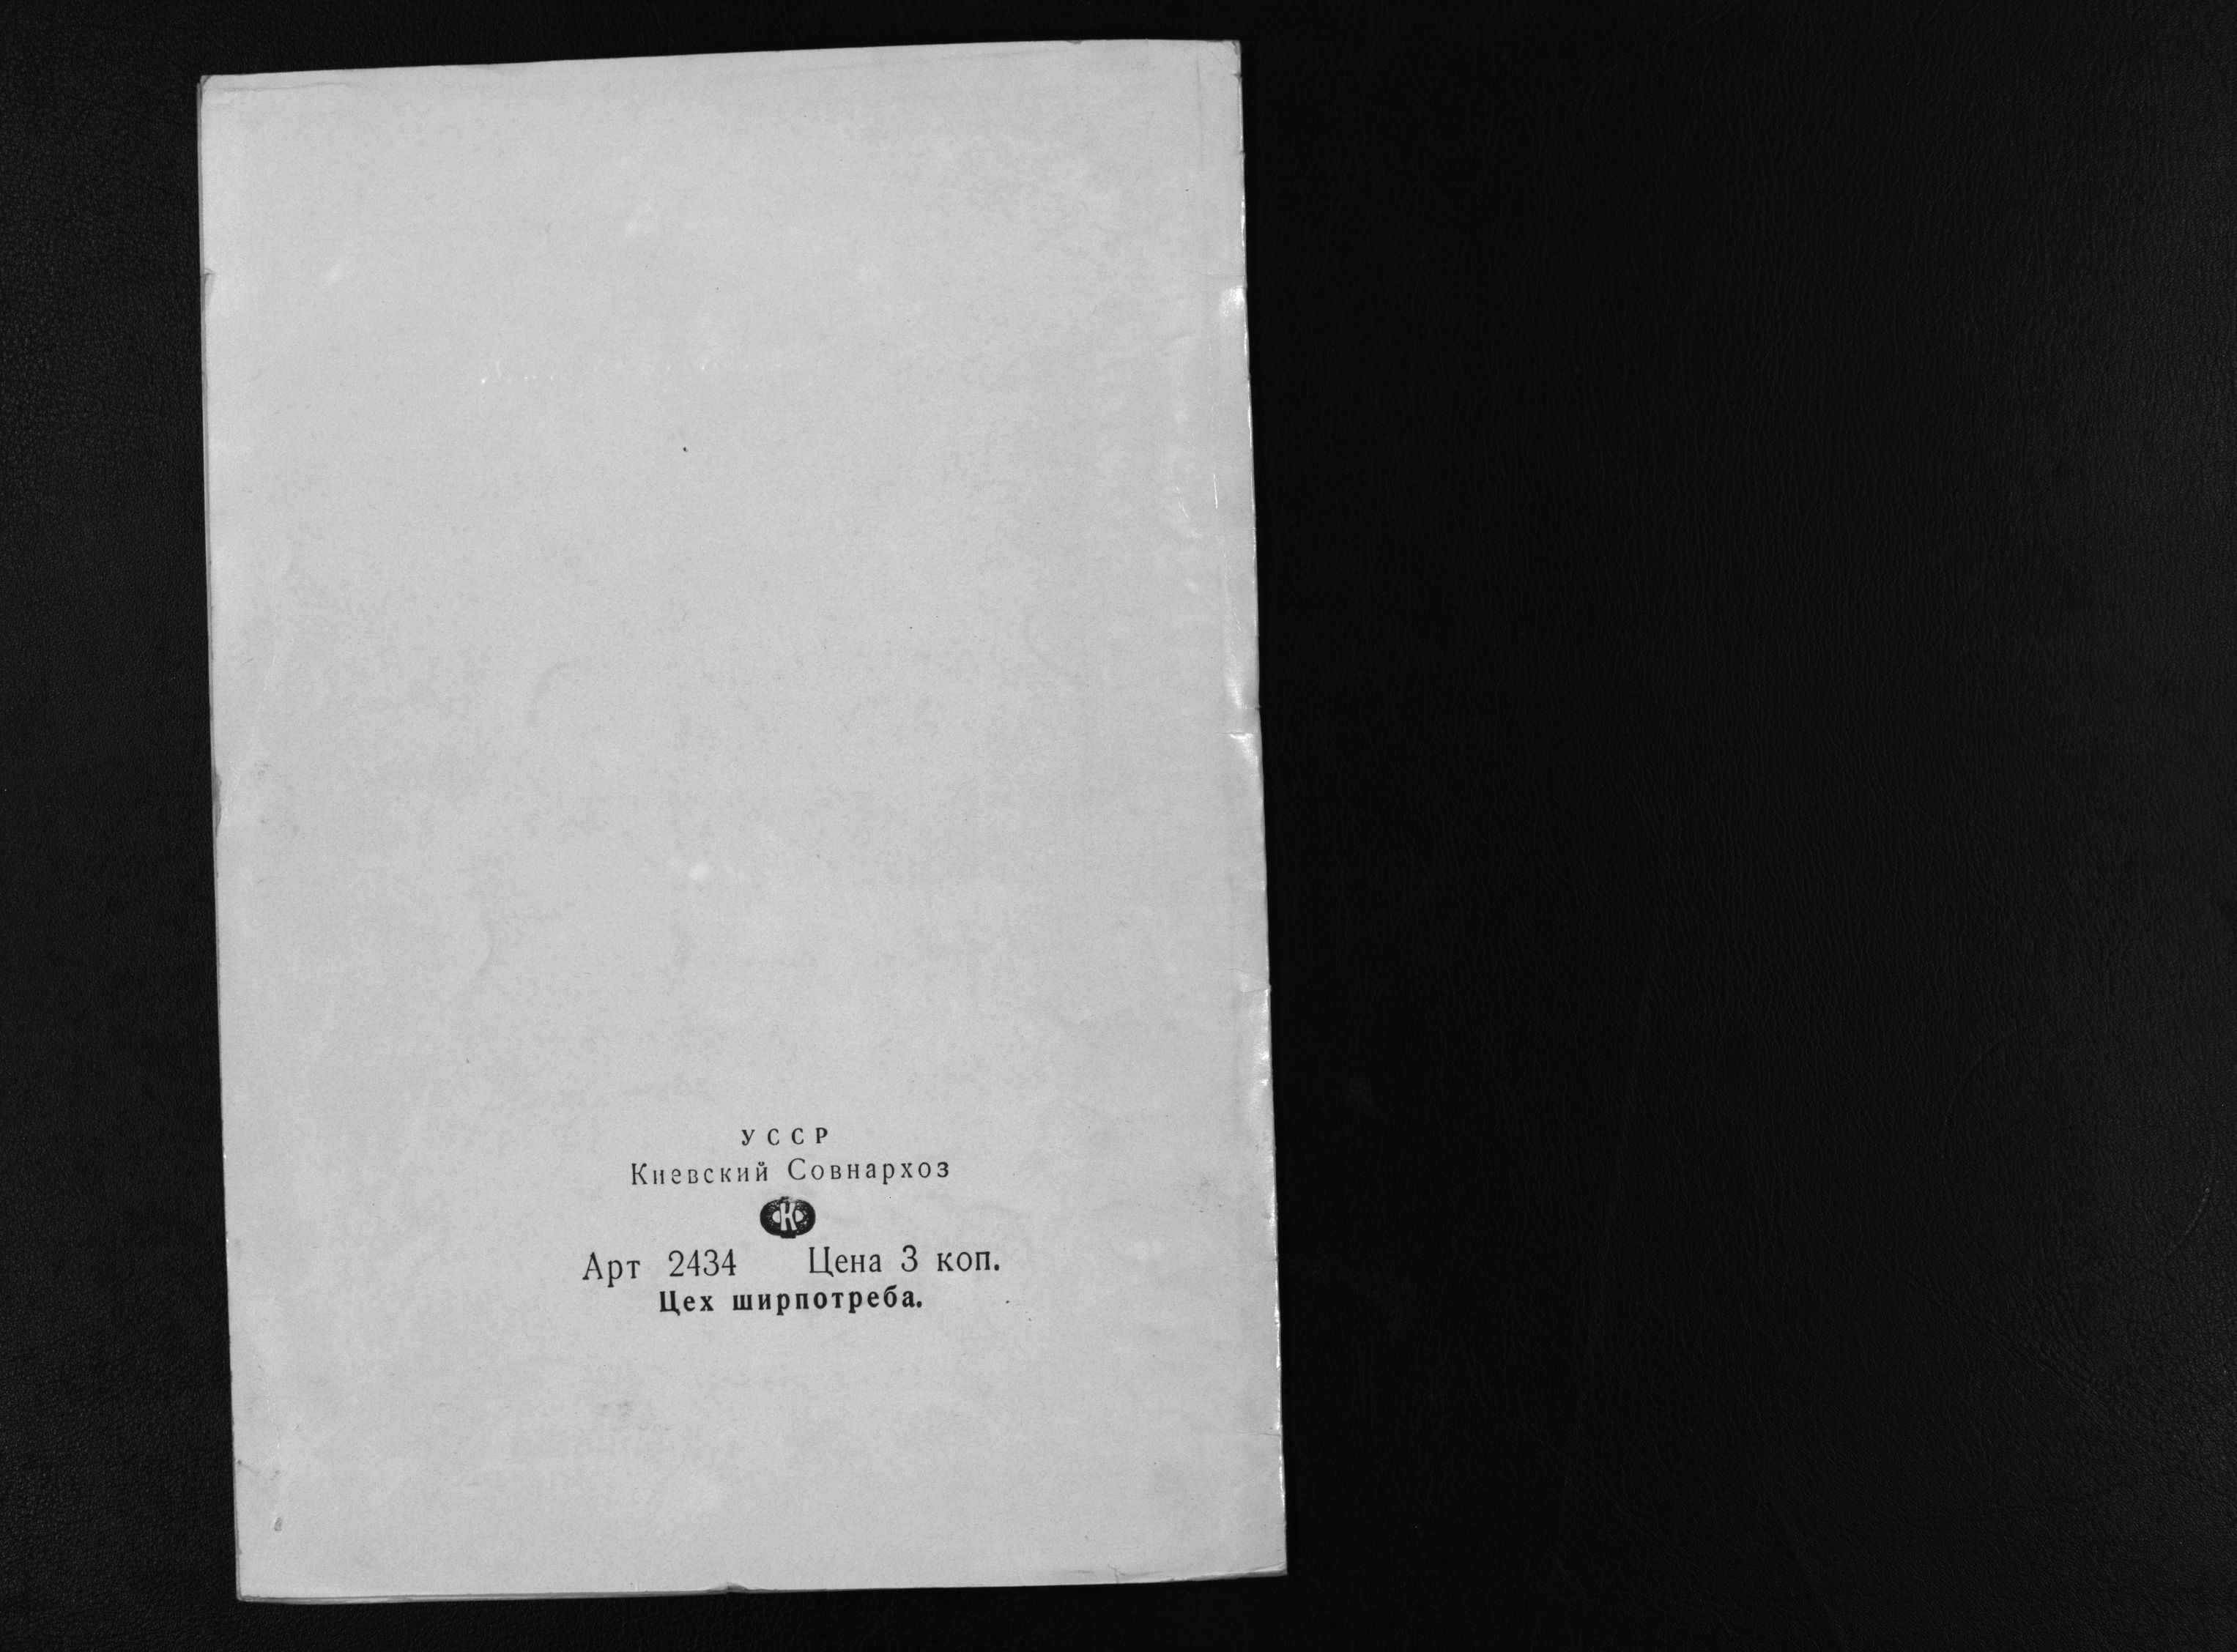 УССР
Киевский Совнархоз
К
Арт 2434 Цена 3 коп.
Цех ширпотреба.